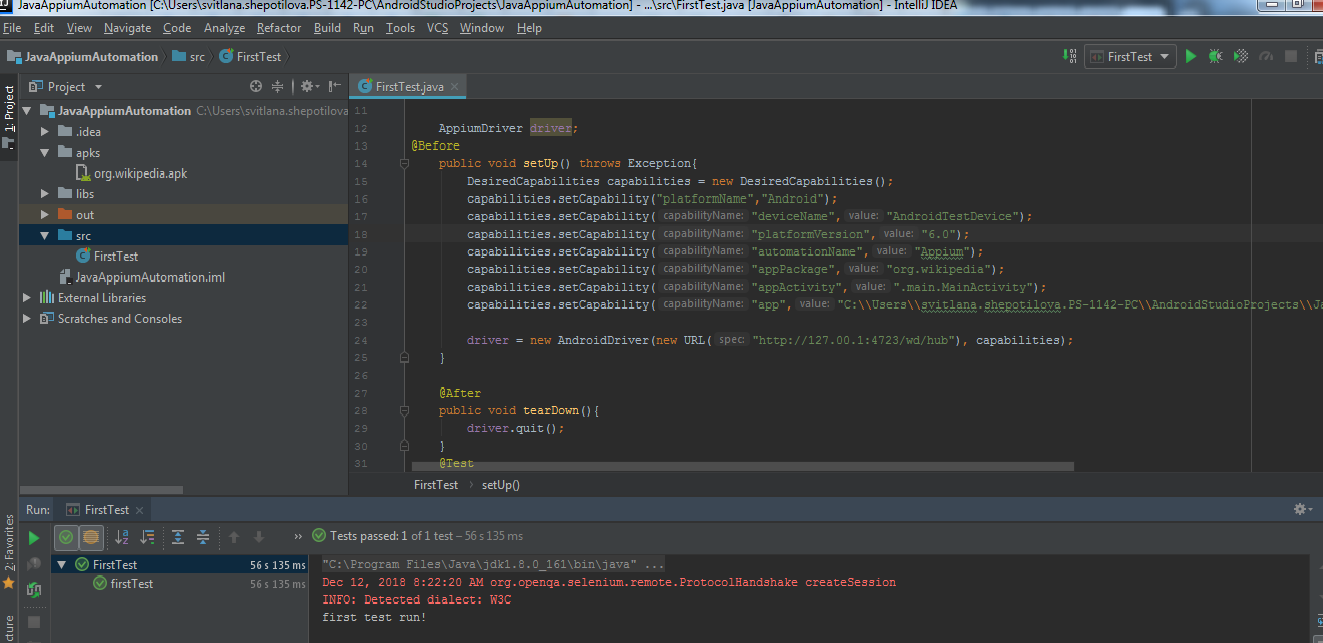 JavaAppiumAutomation [C:\Users\svitlana.shepotilova.PS-1142-PC\AndroidStudioProjects\JavaAppiumAutomation] - ...\src\FirstTest.java [JavaAppiumAutomation] - IntelliJ IDEA
File Edit View Navigate Code Analyze Refactor Build Run Tools VCS Window Help
JavaAppiumAutomation src FirstTest
FirstTest
1: Project
Project
JavaAppiumAutomation C:\Users\svitlana.shepotilova
.idea
apks
org.wikipedia.apk
libs
out
src
FirstTest
JavaAppiumAutomation.iml
External Libraries
Scratches and Consoles
FirstTest.java
11
12 AppiumDriver driver;
13 @Before
14 public void setUp() throws Exception{
15 DesiredCapabilities capabilities = new DesiredCapabilities();
16 capabilities.setCapability("platformName","Android");
17 capabilities.setCapability( capabilityName: "deviceName", value: "AndroidTestDevice");
18 capabilities.setCapability( capabilityName: "platformVersion", value: "6.0");
19 capabilities.setCapability( capabilityName: "automationName", value: "Appium");
20 capabilities.setCapability( capabilityName: "appPackage", value: "org.wikipedia");
21 capabilities.setCapability( capabilityName: "appActivity", value: ".main.MainActivity");
22 capabilities.setCapability( capabilityName: "app", value: "C:\\Users\\svitlana.shepotilova.PS-1142-PC\\AndroidStudioProjects\\Ja
23
24 driver = new AndroidDriver(new URL( spec: "http://127.00.1:4723/wd/hub"), capabilities);
25 }
26
27 @After
28 public void tearDown(){
29 driver.quit();
30 }
31 @Test
FirstTest setUp()
Run: FirstTest
2: Favorites
cture
Tests passed: 1 of 1 test – 56 s 135 ms
FirstTest 56 s 135 ms
firstTest 56 s 135 ms
"C:\Program Files\Java\jdk1.8.0_161\bin\java" ...
Dec 12, 2018 8:22:20 AM org.openqa.selenium.remote.ProtocolHandshake createSession
INFO: Detected dialect: W3C
first test run!